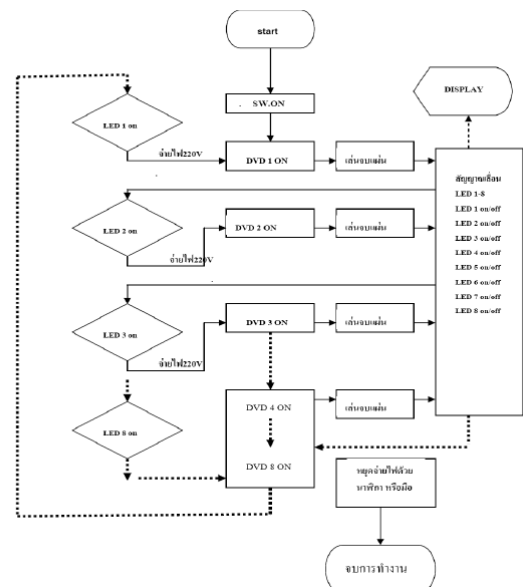 start
DISPLAY
SW.ON
LED 1 on
จ่ายไฟ220V
DVD 1 ON
เล่นจบแผ่น
สัญญาณเลื่อน
LED 1-8
LED 1 on/off
LED 2 on/off
LED 3 on/off
LED 4 on/off
LED 5 on/off
LED 6 on/off
LED 7 on/off
LED 8 on/off
LED 2 on
จ่ายไฟ220V
DVD 2 ON
เล่นจบแผ่น
LED 3 on
จ่ายไฟ220V
DVD 3 ON
เล่นจบแผ่น
LED 8 on
DVD 4 ON
DVD 8 ON
เล่นจบแผ่น
หยุดจ่ายไฟด้วย
นาฬิกา หรือมือ
จบการทำงาน